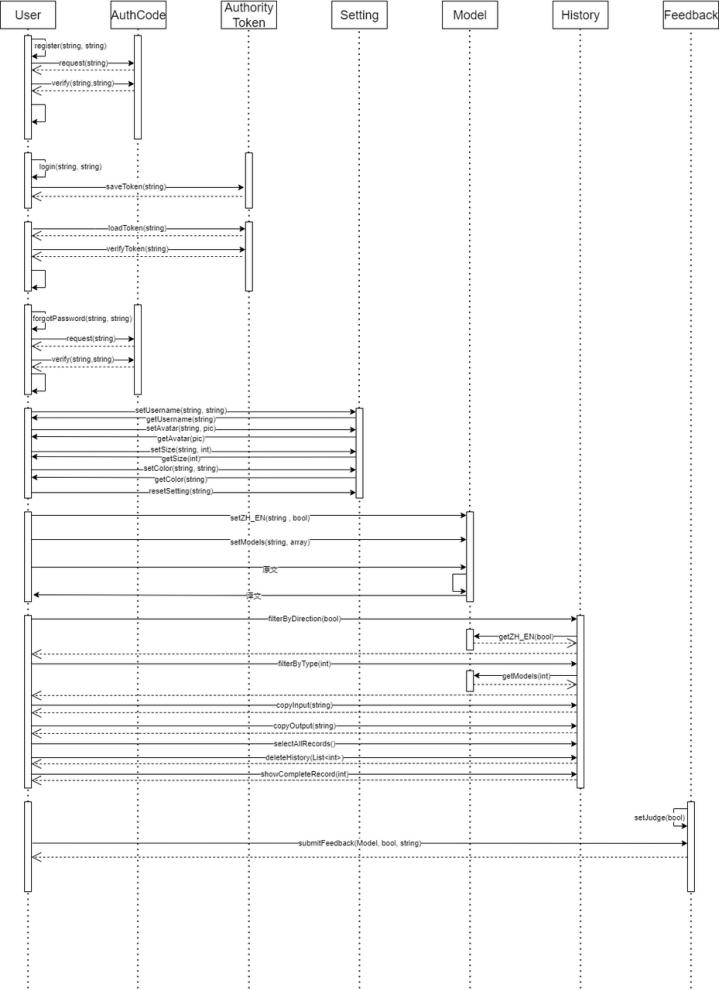 User
AuthCode
Authority
Token
Setting
Model
History
Feedback
register(string, string)
request(string)
verify(string,string)
login(string, string)
saveToken(string)
loadToken(string)
verifyToken(string)
forgotPassword(string, string)
request(string)
verify(string,string)
setUsername(string, string)
getUsername(string)
setAvatar(string, pic)
getAvatar(pic)
setSize(string, int)
getSize(int)
setColor(string, string)
getColor(string)
resetSetting(string)
setZH_EN(string , bool)
setModels(string, array)
原文
译文
filterByDirection(bool)
getZH_EN(bool)
filterByType(int)
getModels(int)
copyInput(string)
copyOutput(string)
selectAllRecords()
deleteHistory(List<int>)
showCompleteRecord(int)
setJudge(bool)
submitFeedback(Model, bool, string)